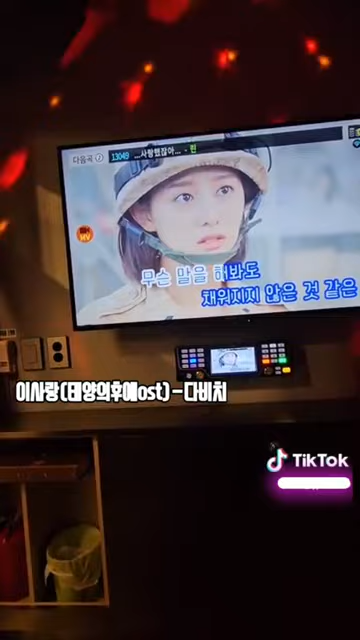 다음곡
13049 ...사랑했잖아... - 린
MV
무슨 말을 해봐도
채워지지 않은 것 같은
이사랑(태양의후예ost)-다비치
TikTok